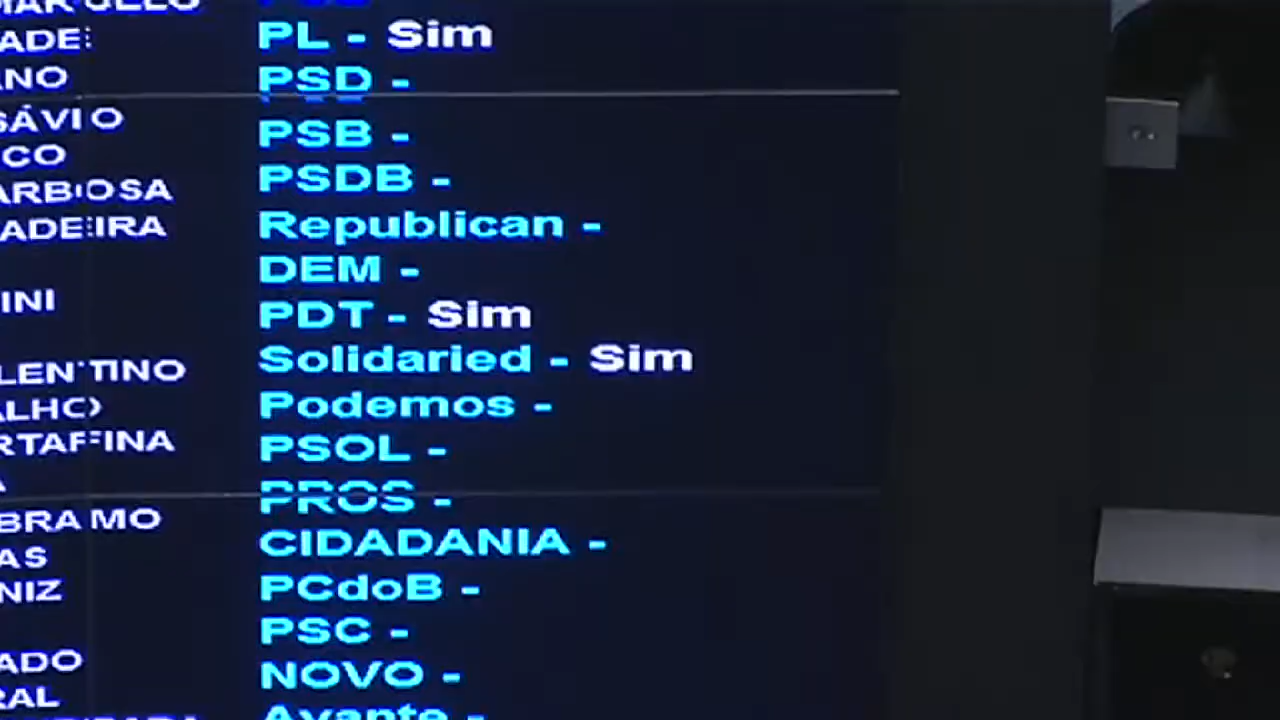 ADE
PL - Sim
NO
PSD -
SÁVIO
PSB -
CO
PSDB -
ARBOSA
Republican -
ADEIRA
DEM -
INI
PDT - Sim
Solidaried - Sim
LENTINO
Podemos -
ALHO
PSOL -
RTAFFINA
PROS -
BRAMO
CIDADANIA -
AS
PCdoB -
NIZ
PSC -
ADO
NOVO -
RAL
Avante -